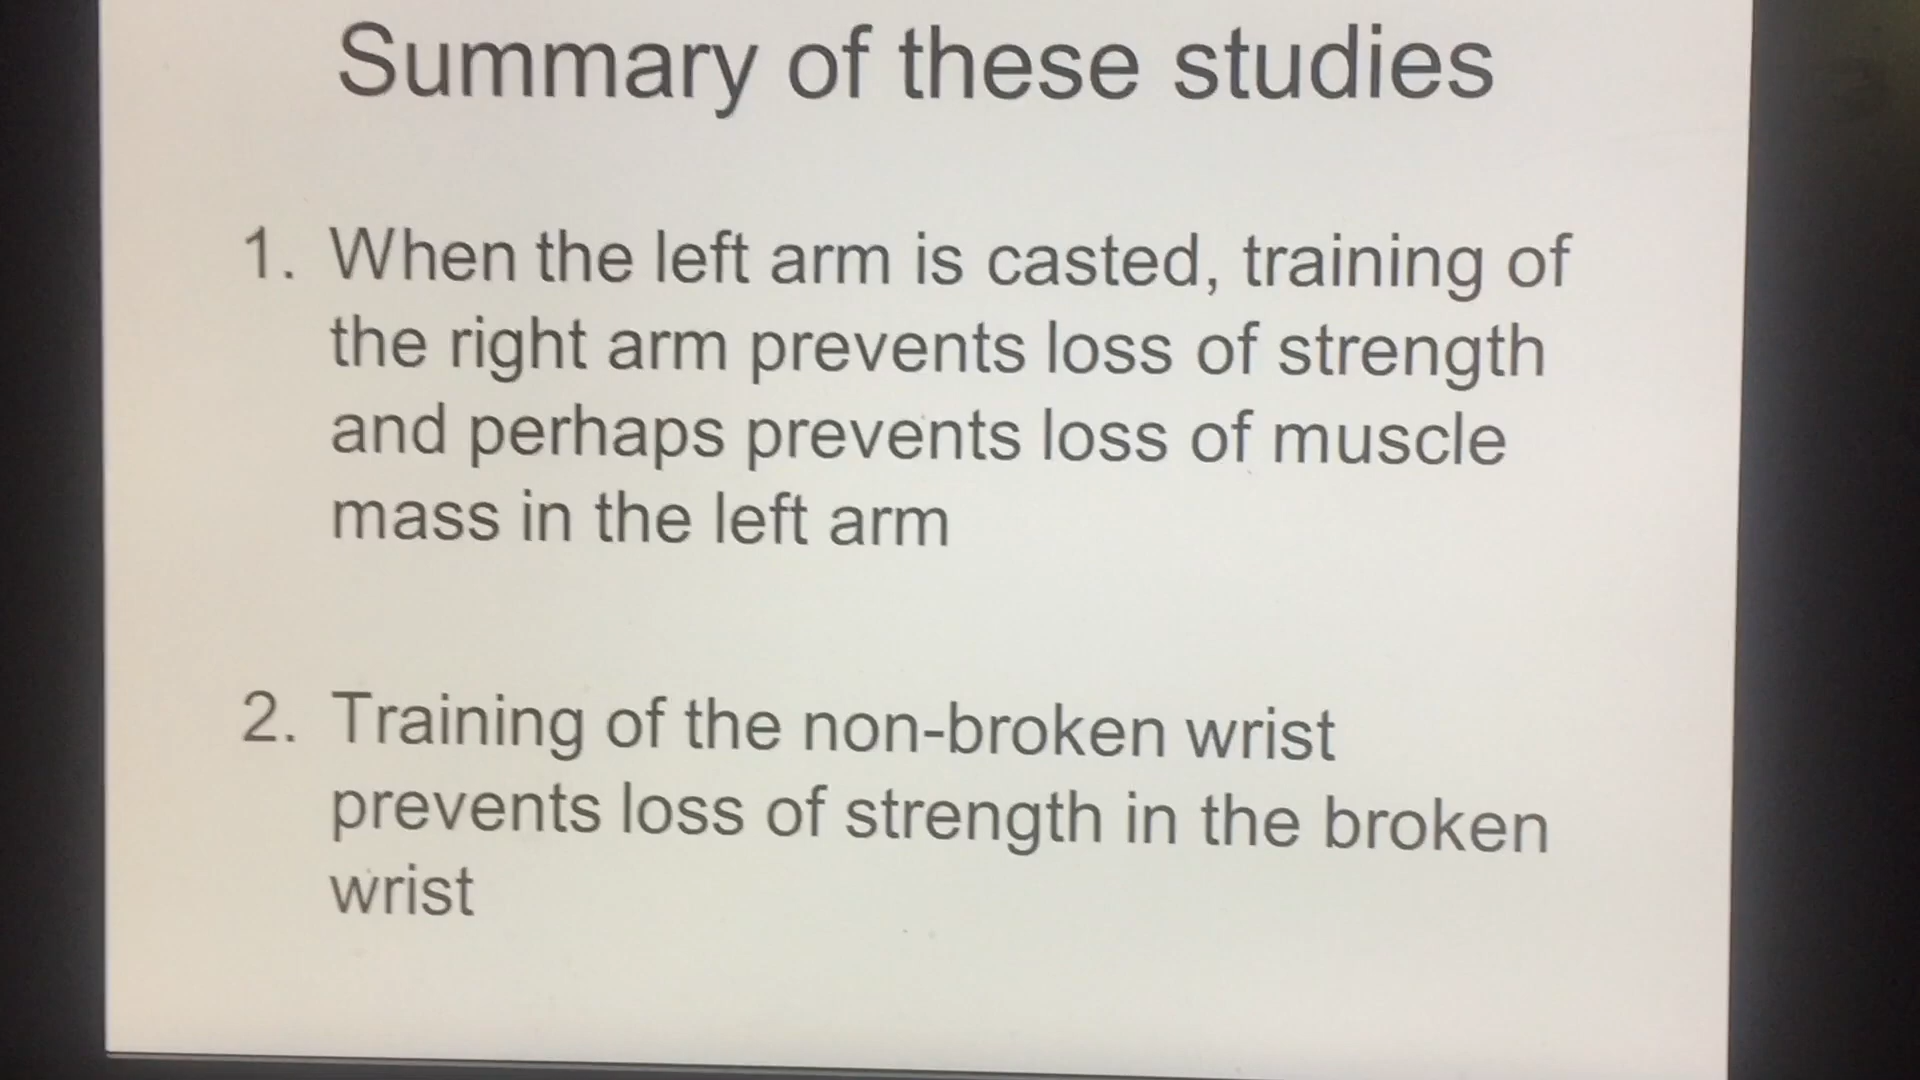 Summary of these studies
1. When the left arm is casted, training of
the right arm prevents loss of strength
and perhaps prevents loss of muscle
mass in the left arm
2. Training of the non-broken wrist
prevents loss of strength in the broken
wrist